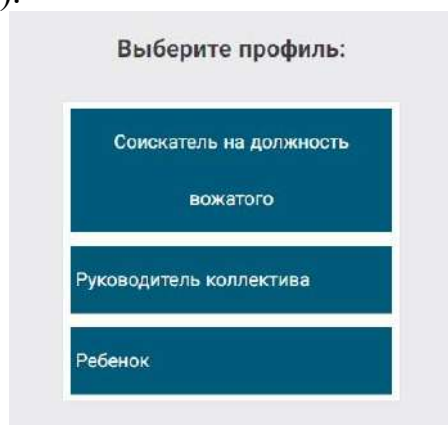 ).
Выберите профиль:
Соискатель на должность
вожатого
Руководитель коллектива
Ребенок